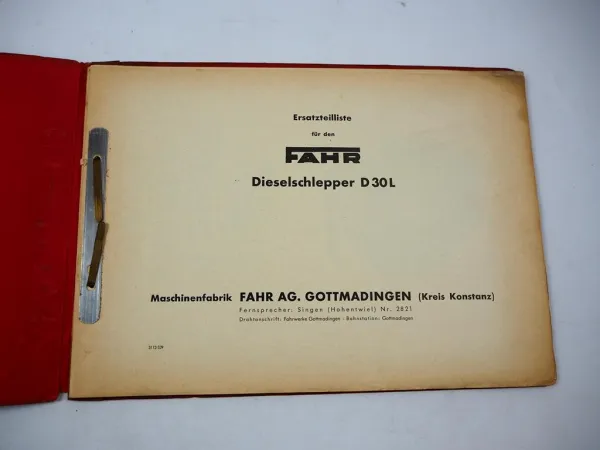 Ersatzteilliste
für den
FAHR
Dieselschlepper D 30 L
Maschinenfabrik FAHR AG. GOTTMADINGEN (Kreis Konstanz)
Fernsprecher: Singen (Hohentwiel) Nr. 2821
Drahtanschrift: Fahrwerke Gottmadingen - Bahnstation: Gottmadingen